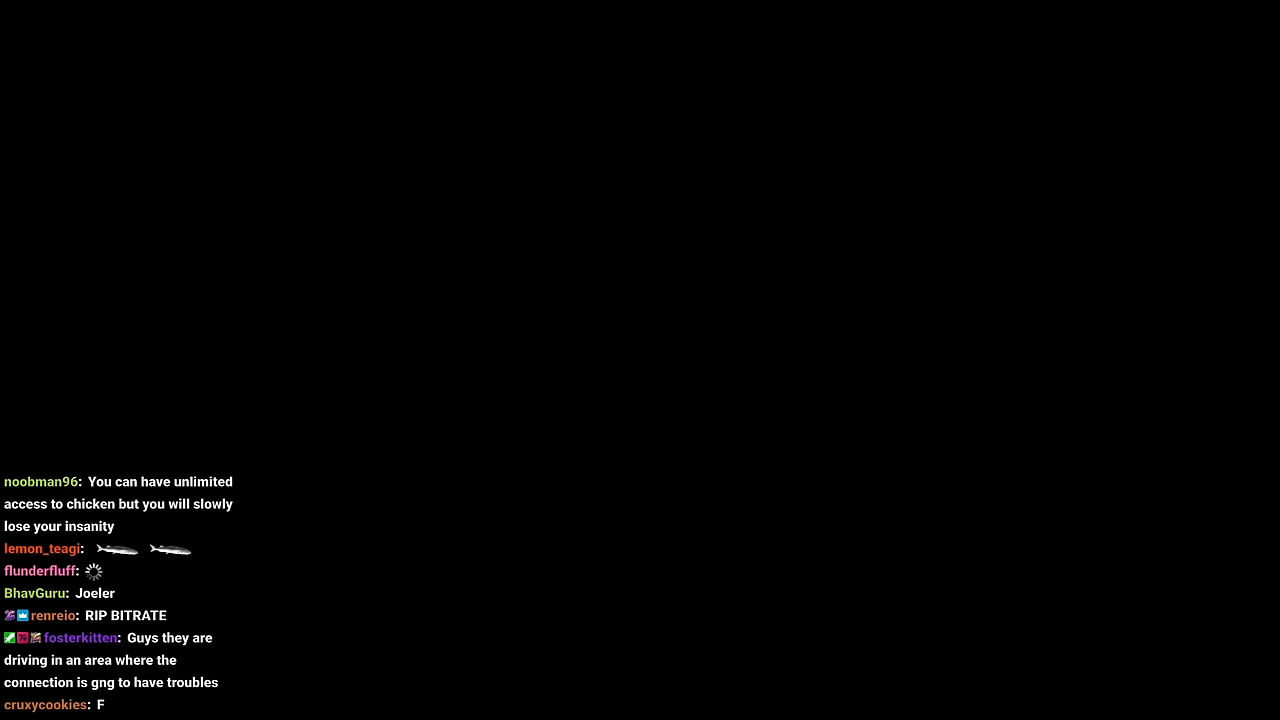 noobman96: You can have unlimited
access to chicken but you will slowly
lose your insanity
lemon_teagi:
flunderfluff:
BhavGuru: Joeler
renreio: RIP BITRATE
fosterkitten: Guys they are
driving in an area where the
connection is gng to have troubles
cruxycookies: F